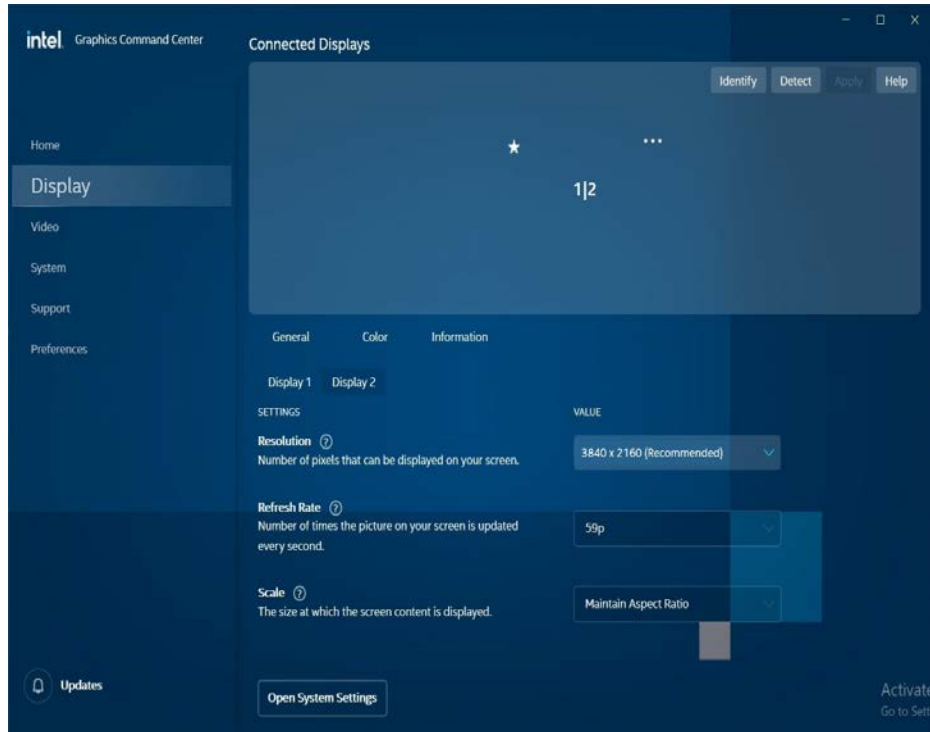 intel. Graphics Command Center
Connected Displays
Identify Detect Apply Help
Home
Display
Video
System
Support
Preferences
1|2
General Color Information
Display 1 Display 2
SETTINGS VALUE
Resolution ?
Number of pixels that can be displayed on your screen.
3840 x 2160 (Recommended)
Refresh Rate ?
Number of times the picture on your screen is updated
every second.
59p
Scale ?
The size at which the screen content is displayed.
Maintain Aspect Ratio
Updates
Open System Settings
Activate
Go to Sett